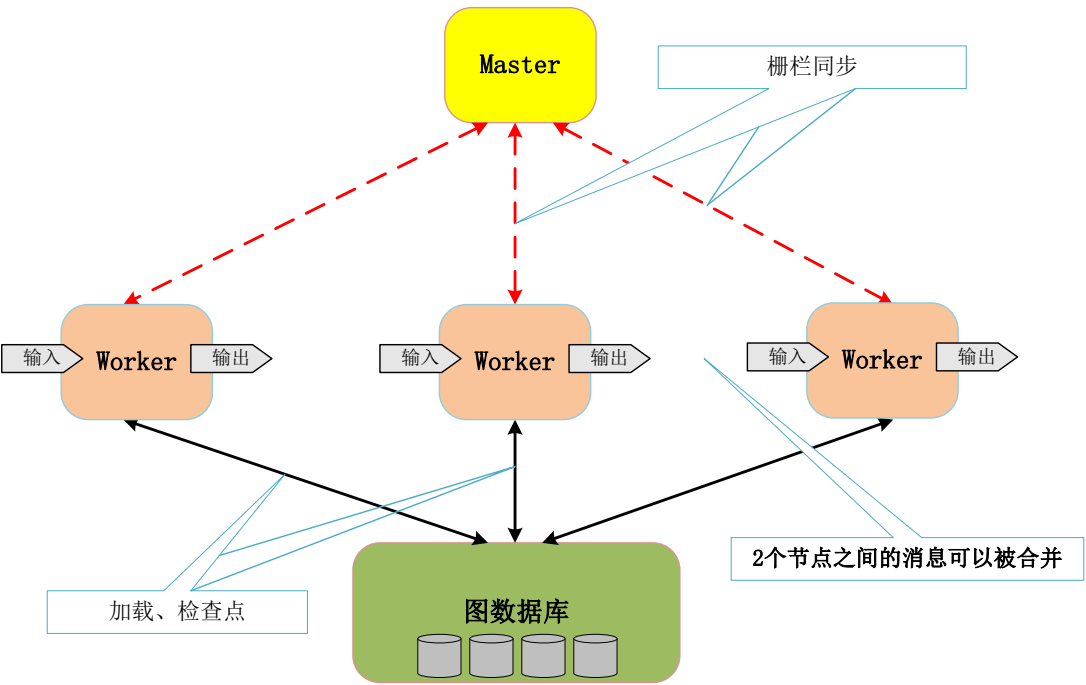 Master
栅栏同步
输入
Worker
输出
输入
Worker
输出
输入
Worker
输出
2个节点之间的消息可以被合并
加载、检查点
图数据库